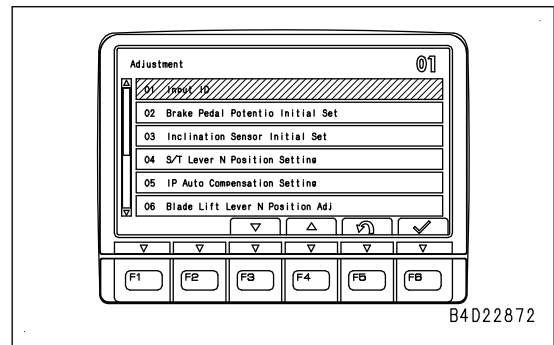 Adjustment 01
01 Input ID
02 Brake Pedal Potentio Initial Set
03 Inclination Sensor Initial Set
04 S/T Lever N Position Setting
05 IP Auto Compensation Setting
06 Blade Lift Lever N Position Adj
F1 F2 F3 F4 F5 F6
B4D22872